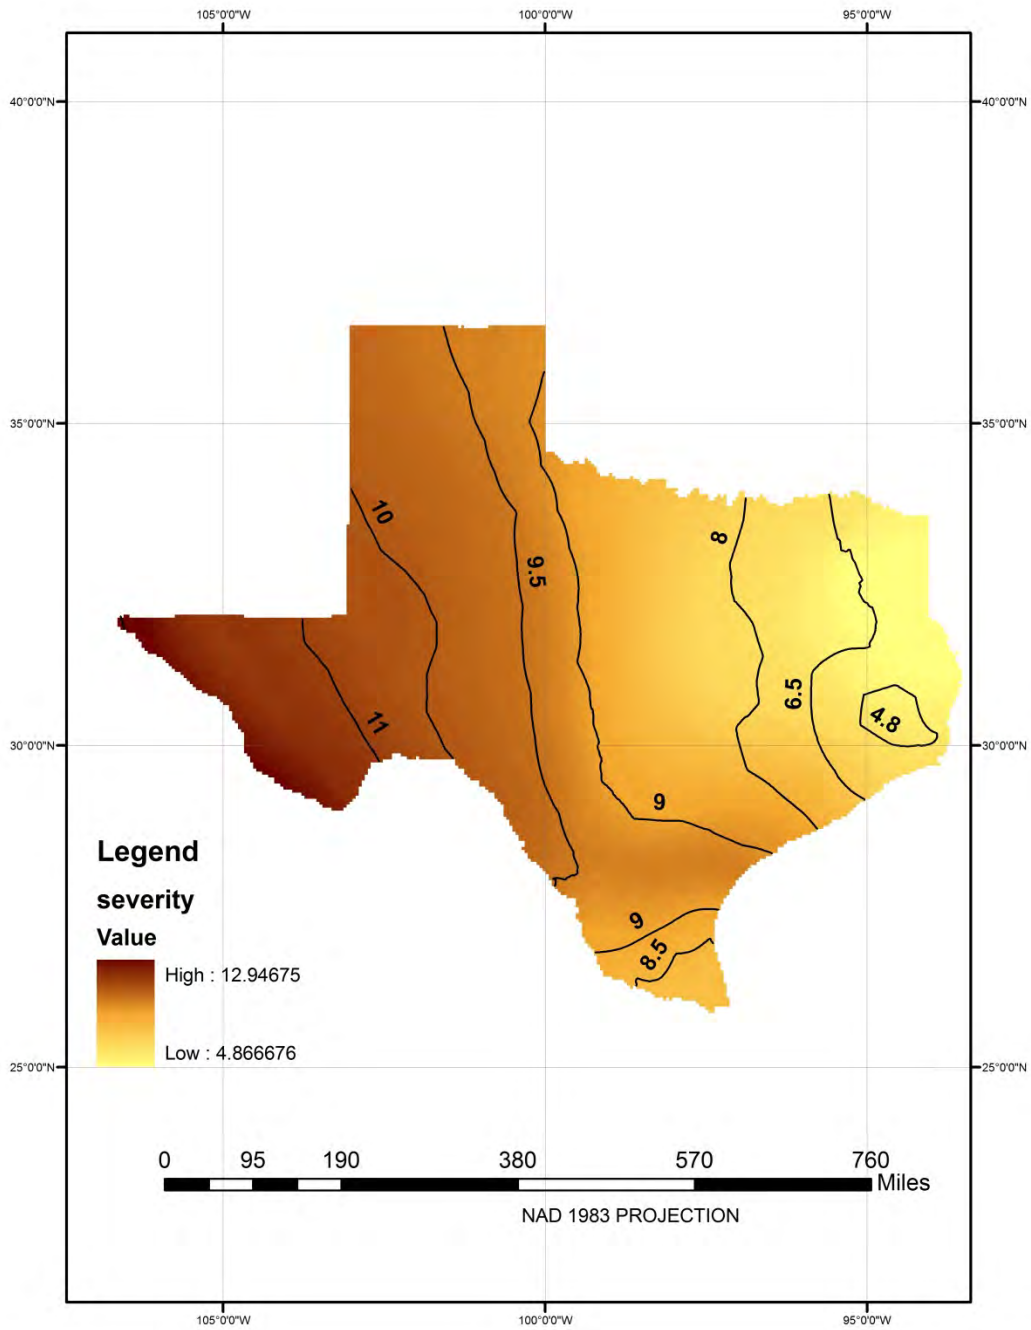 105°0'0"W 100°0'0"W 95°0'0"W
40°0'0"N 40°0'0"N
35°0'0"N 35°0'0"N
10
8
9.5
6.5
4.8
11
30°0'0"N 30°0'0"N
9
Legend
severity
Value
High : 12.94675
Low : 4.866676
9
8.5
25°0'0"N 25°0'0"N
0 95 190 380 570 760
Miles
NAD 1983 PROJECTION
105°0'0"W 100°0'0"W 95°0'0"W